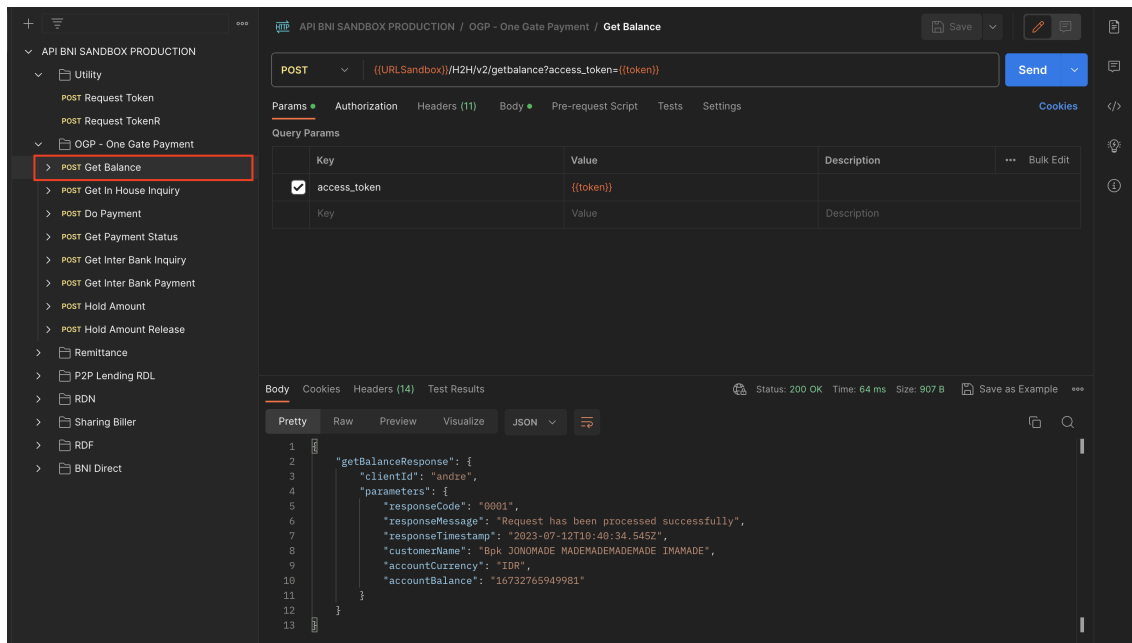 API BNI SANDBOX PRODUCTION / OGP - One Gate Payment / Get Balance
Save
API BNI SANDBOX PRODUCTION
Utility
POST Request Token
POST Request TokenR
OGP - One Gate Payment
POST Get Balance
POST Get In House Inquiry
POST Do Payment
POST Get Payment Status
POST Get Inter Bank Inquiry
POST Get Inter Bank Payment
POST Hold Amount
POST Hold Amount Release
Remittance
P2P Lending RDL
RDN
Sharing Biller
RDF
BNI Direct
POST {{URLSandbox}}/H2H/v2/getbalance?access_token={{token}} Send
Params Authorization Headers (11) Body Pre-request Script Tests Settings Cookies
Query Params
Key Value Description Bulk Edit
access_token {{token}}
Key Value Description
Body Cookies Headers (14) Test Results Status: 200 OK Time: 64 ms Size: 907 B Save as Example
Pretty Raw Preview Visualize JSON
1 {
2 "getBalanceResponse": {
3 "clientId": "andre",
4 "parameters": {
5 "responseCode": "0001",
6 "responseMessage": "Request has been processed successfully",
7 "responseTimestamp": "2023-07-12T10:40:34.545Z",
8 "customerName": "Bpk JONOMADE MADEMADEMADEMADE IMAMADE",
9 "accountCurrency": "IDR",
10 "accountBalance": "16732765949981"
11 }
12 }
13 }